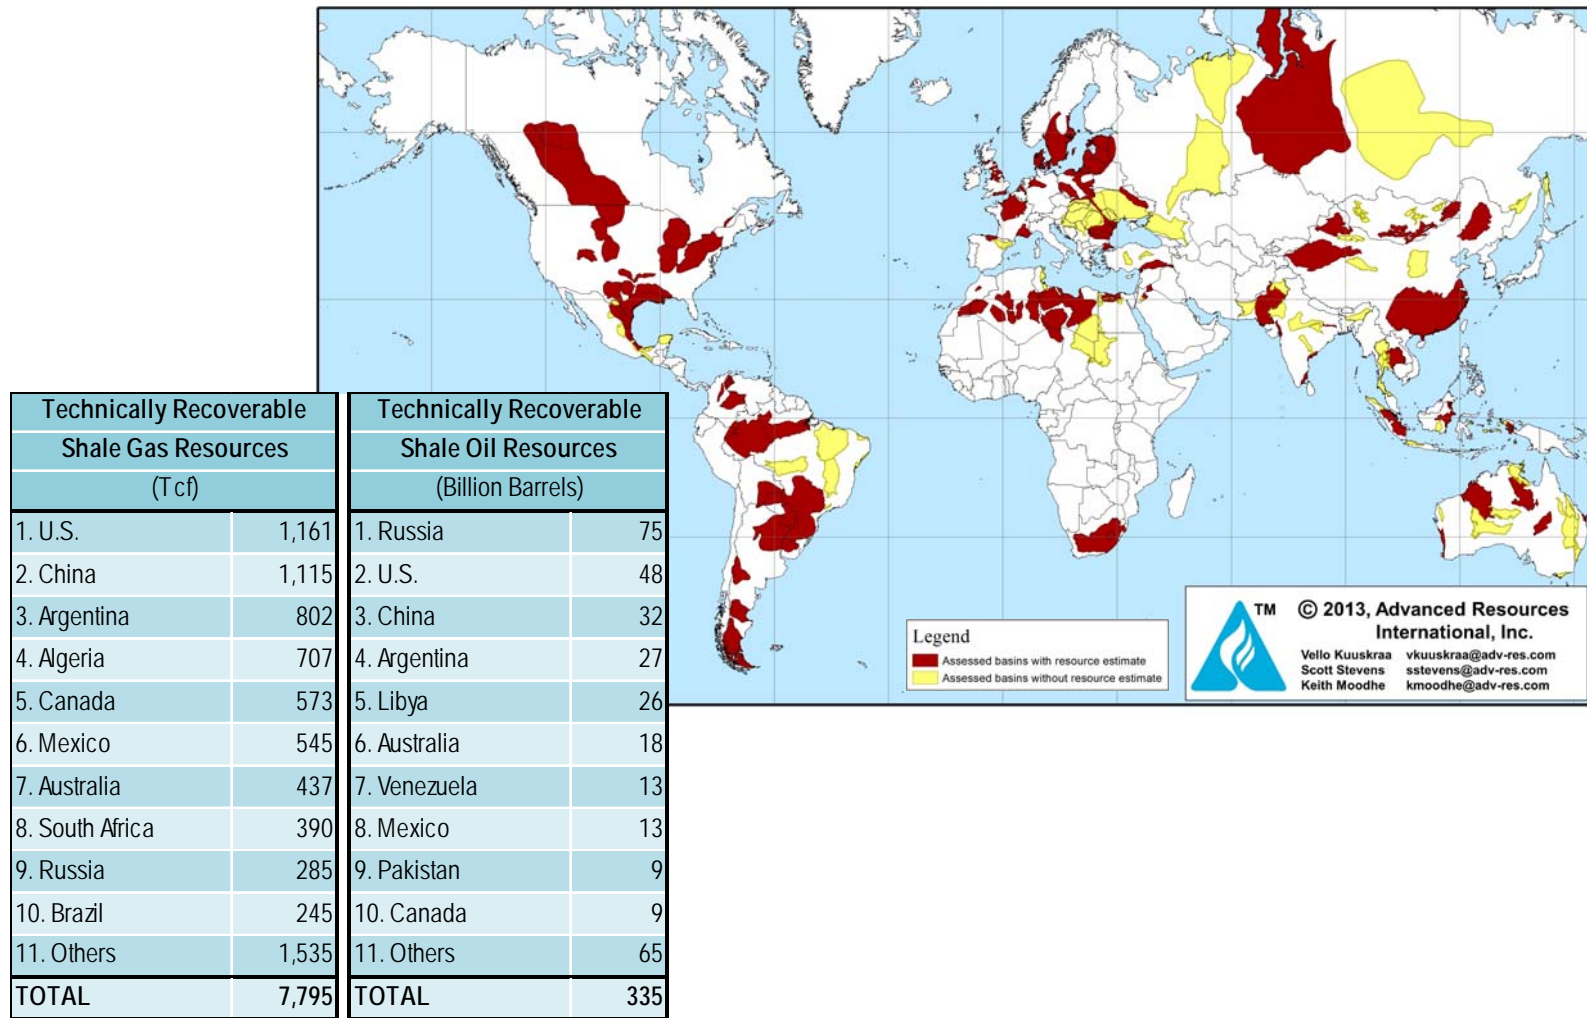 Technically Recoverable
Shale Gas Resources
(Tcf)
1. U.S. 1,161
2. China 1,115
3. Argentina 802
4. Algeria 707
5. Canada 573
6. Mexico 545
7. Australia 437
8. South Africa 390
9. Russia 285
10. Brazil 245
11. Others 1,535
TOTAL 7,795
Technically Recoverable
Shale Oil Resources
(Billion Barrels)
1. Russia 75
2. U.S. 48
3. China 32
4. Argentina 27
5. Libya 26
6. Australia 18
7. Venezuela 13
8. Mexico 13
9. Pakistan 9
10. Canada 9
11. Others 65
TOTAL 335
Legend
Assessed basins with resource estimate
Assessed basins without resource estimate
TM
© 2013, Advanced Resources
International, Inc.
Vello Kuuskraa vkuuskraa@adv-res.com
Scott Stevens sstevens@adv-res.com
Keith Moodhe kmoodhe@adv-res.com